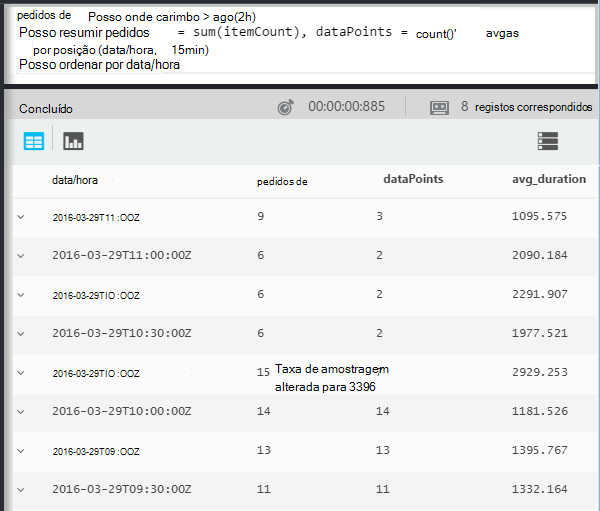 pedidos de Posso onde carimbo > ago(2h)
Posso resumir pedidos = sum(itemCount), dataPoints = count()' avgas
por posição (data/hora, 15min)
Posso ordenar por data/hora
Concluído 00:00:00:885 8 registos correspondidos
data/hora pedidos de dataPoints avg_duration
2016-03-29T11 :OOZ 9 3 1095.575
2016-03-29T11:00:00Z 6 2 2090.184
2016-03-29TIO :OOZ 6 2 2291.907
2016-03-29T10:30:00Z 6 2 1977.521
2016-03-29TIO :OOZ 15 Taxa de amostragem 2929.253
alterada para 3396
2016-03-29T10:00:00Z 14 14 1181.526
2016-03-29T09 :OOZ 13 13 1395.767
2016-03-29T09:30:00Z 11 11 1332.164